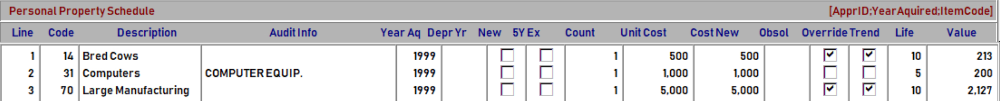 Personal Property Schedule [ApprID;YearAquired;ItemCode]
Line Code Description Audit Info Year Aq Depr Yr New 5Y Ex Count Unit Cost Cost New Obsol Override Trend Life Value
1 14 Bred Cows 1999 1 500 500 10 213
2 31 Computers COMPUTER EQUIP. 1999 1 1,000 1,000 5 200
3 70 Large Manufacturing 1999 1 5,000 5,000 10 2,127